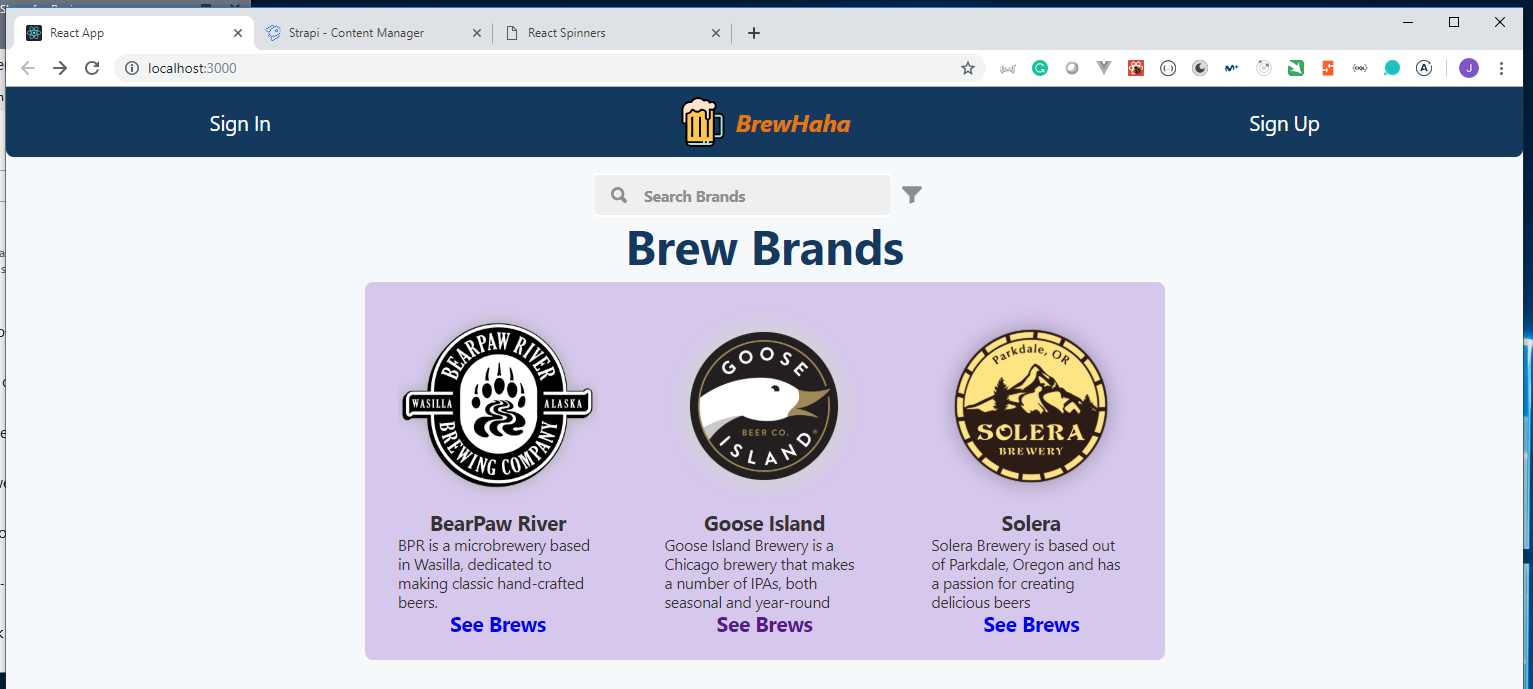 React App
Strapi - Content Manager
React Spinners
localhost:3000
J
Sign In
BrewHaha
Sign Up
Search Brands
Brew Brands
BEARPAW RIVER
WASILLA
ALASKA
BREWING COMPANY
GOOSE
BEER CO.
ISLAND
Parkdale, OR
SOLERA
BREWERY
BearPaw River
BPR is a microbrewery based
in Wasilla, dedicated to
making classic hand-crafted
beers.
See Brews
Goose Island
Goose Island Brewery is a
Chicago brewery that makes
a number of IPAs, both
seasonal and year-round
See Brews
Solera
Solera Brewery is based out
of Parkdale, Oregon and has
a passion for creating
delicious beers
See Brews